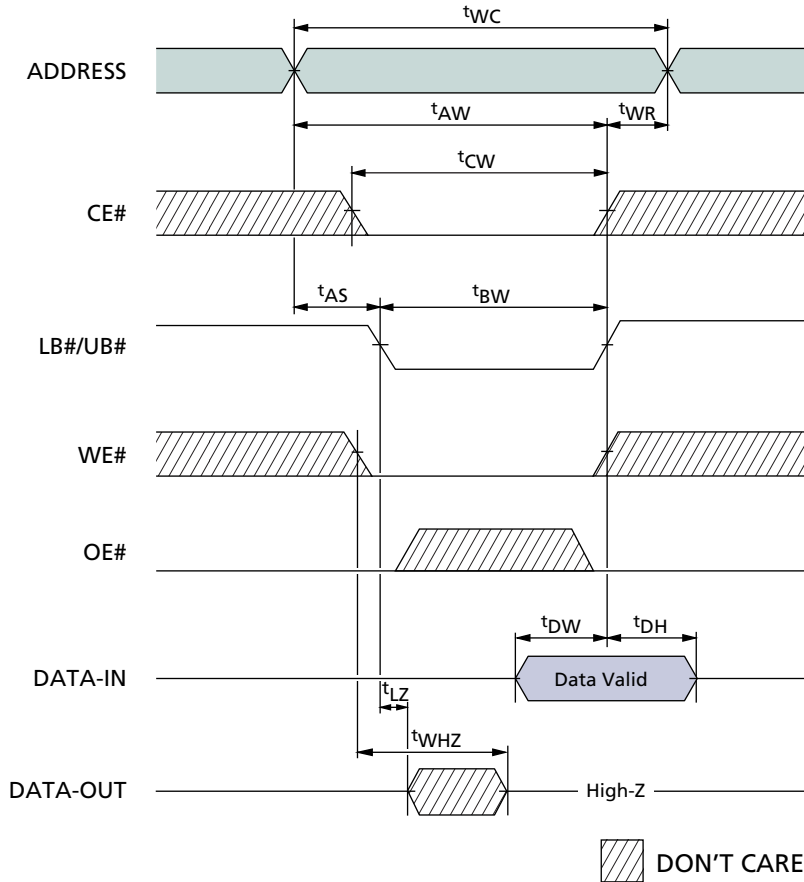 tWC
ADDRESS
tAW tWR
tCW
CE#
tAS tBW
LB#/UB#
WE#
OE#
tDW tDH
DATA-IN Data Valid
tLZ
tWHZ
DATA-OUT High-Z
DON'T CARE